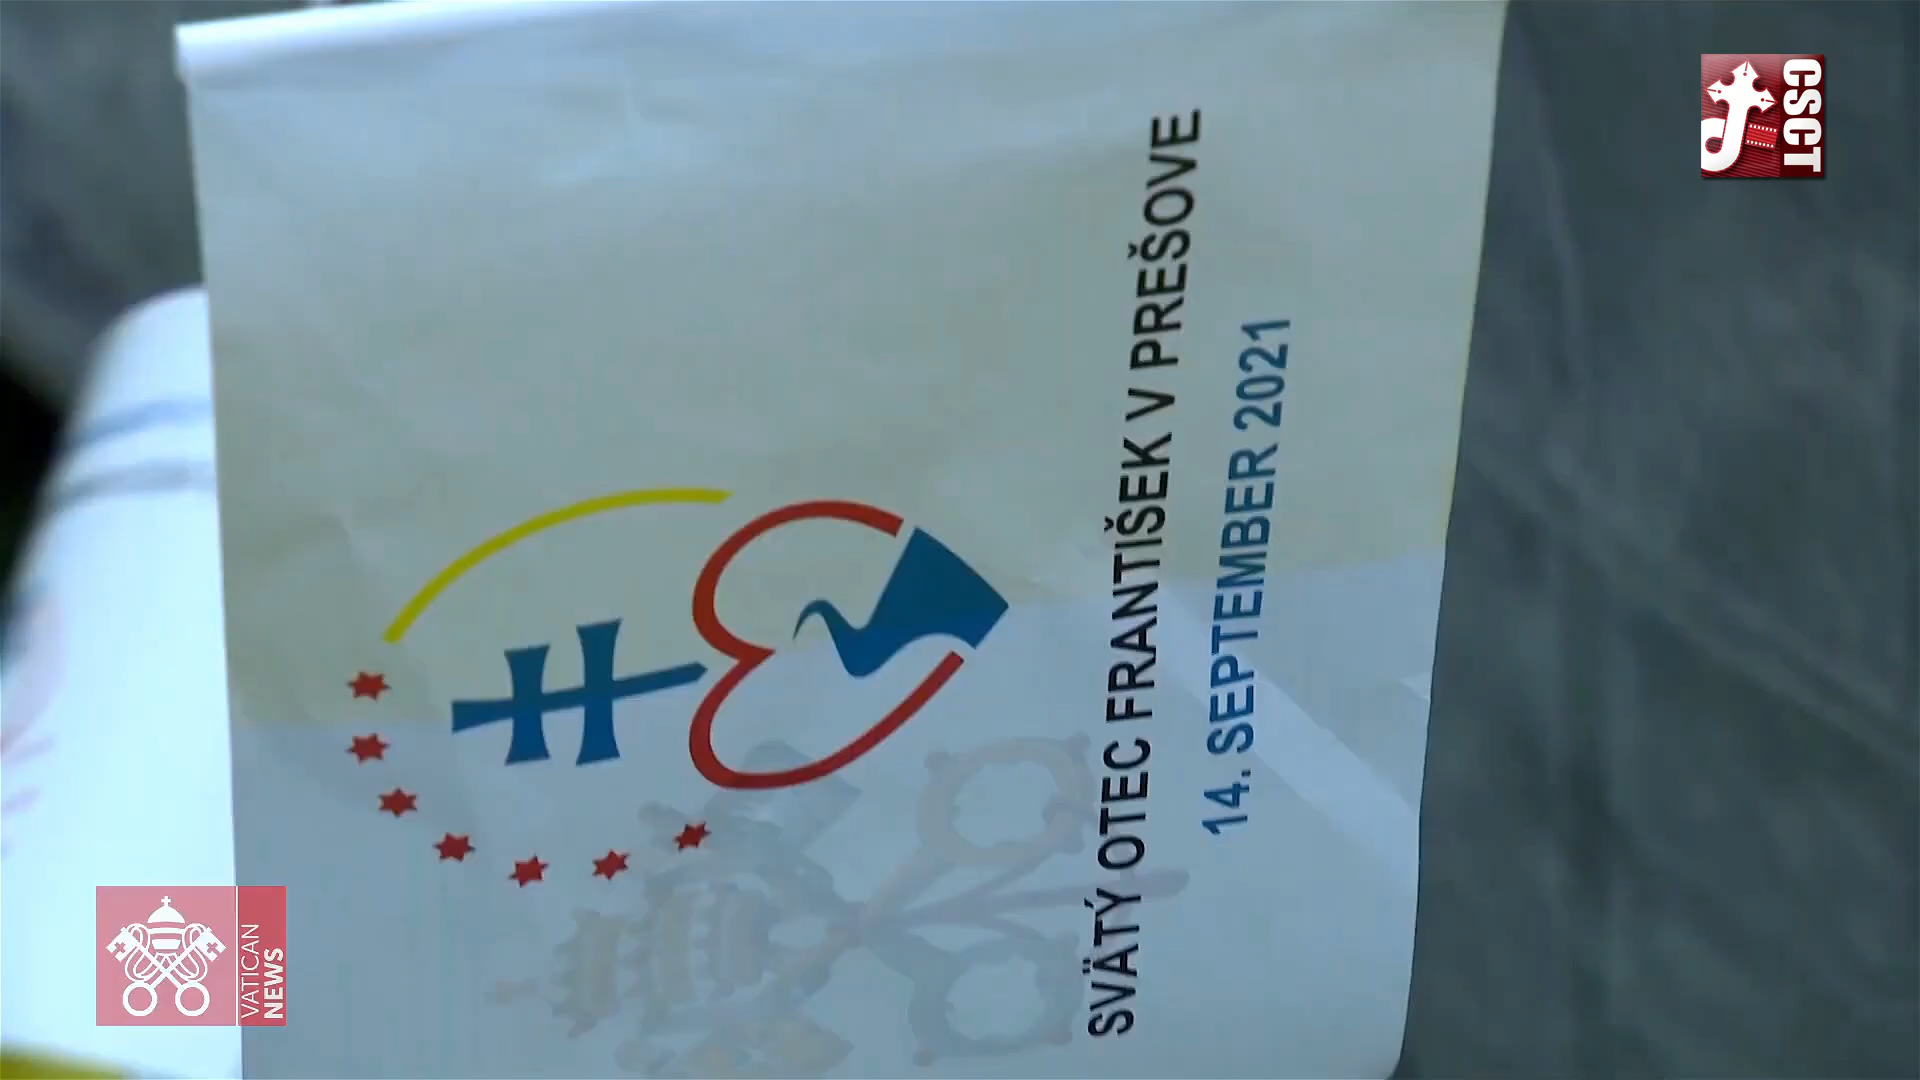 SVÄTÝ OTEC FRANTIŠEK V PREŠOVE
14. SEPTEMBER 2021
CSCT
VATICAN
NEWS